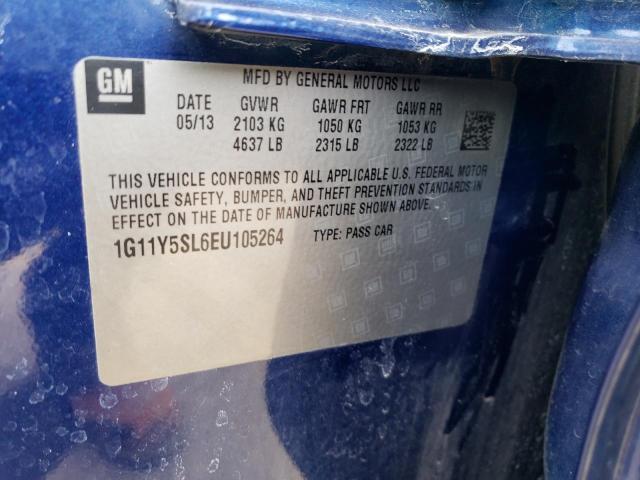 GM
MFD BY GENERAL MOTORS LLC
DATE GVWR GAWR FRT GAWR RR
05/13 2103 KG 1050 KG 1053 KG
4637 LB 2315 LB 2322 LB
THIS VEHICLE CONFORMS TO ALL APPLICABLE U.S. FEDERAL MOTOR
VEHICLE SAFETY, BUMPER, AND THEFT PREVENTION STANDARDS IN
EFFECT ON THE DATE OF MANUFACTURE SHOWN ABOVE.
1G11Y5SL6EU105264 TYPE: PASS CAR